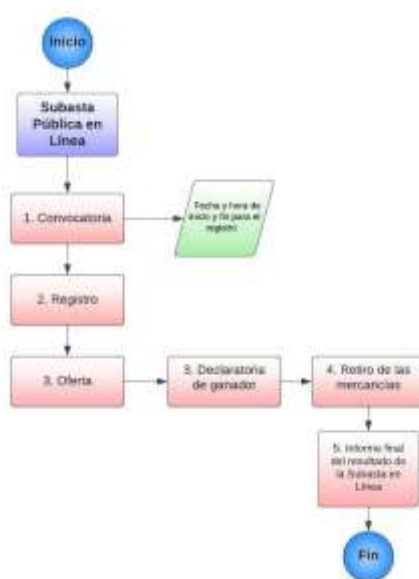 Inicio
Subasta
Pública en
Línea
1. Convocatoria
Fecha y hora de
inicio y fin para el
registro
2. Registro
3. Oferta
3. Declaratoria
de ganador
4. Retiro de las
mercancías
5. Informe final
del resultado de
la Subasta en
Línea
Fin